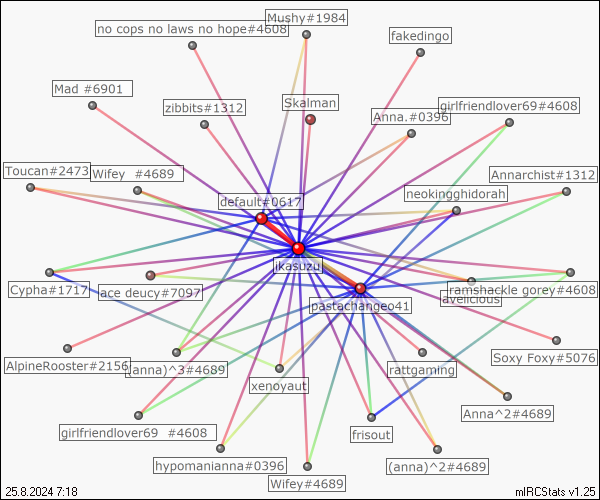 Mushy#1984
no cops no laws no hope#4608
fakedingo
Mad #6901
zibbits#1312
Skalman
Anna.#0396
girlfriendlover69#4608
Toucan#2473
Wifey #4689
Annarchist#1312
neokingghidorah
default#0617
ikasuzu
Cypha#1717
ace deucy#7097
ramshackle gorey#4608
pastachangeo41
AlpineRooster#2156
(anna)^3#4689
xenoyaut
rattgaming
Soxy Foxy#5076
Anna^2#4689
girlfriendlover69 #4608
frisout
hypomanianna#0396
(anna)^2#4689
Wifey#4689
25.8.2024 7:18
mIRCStats v1.25